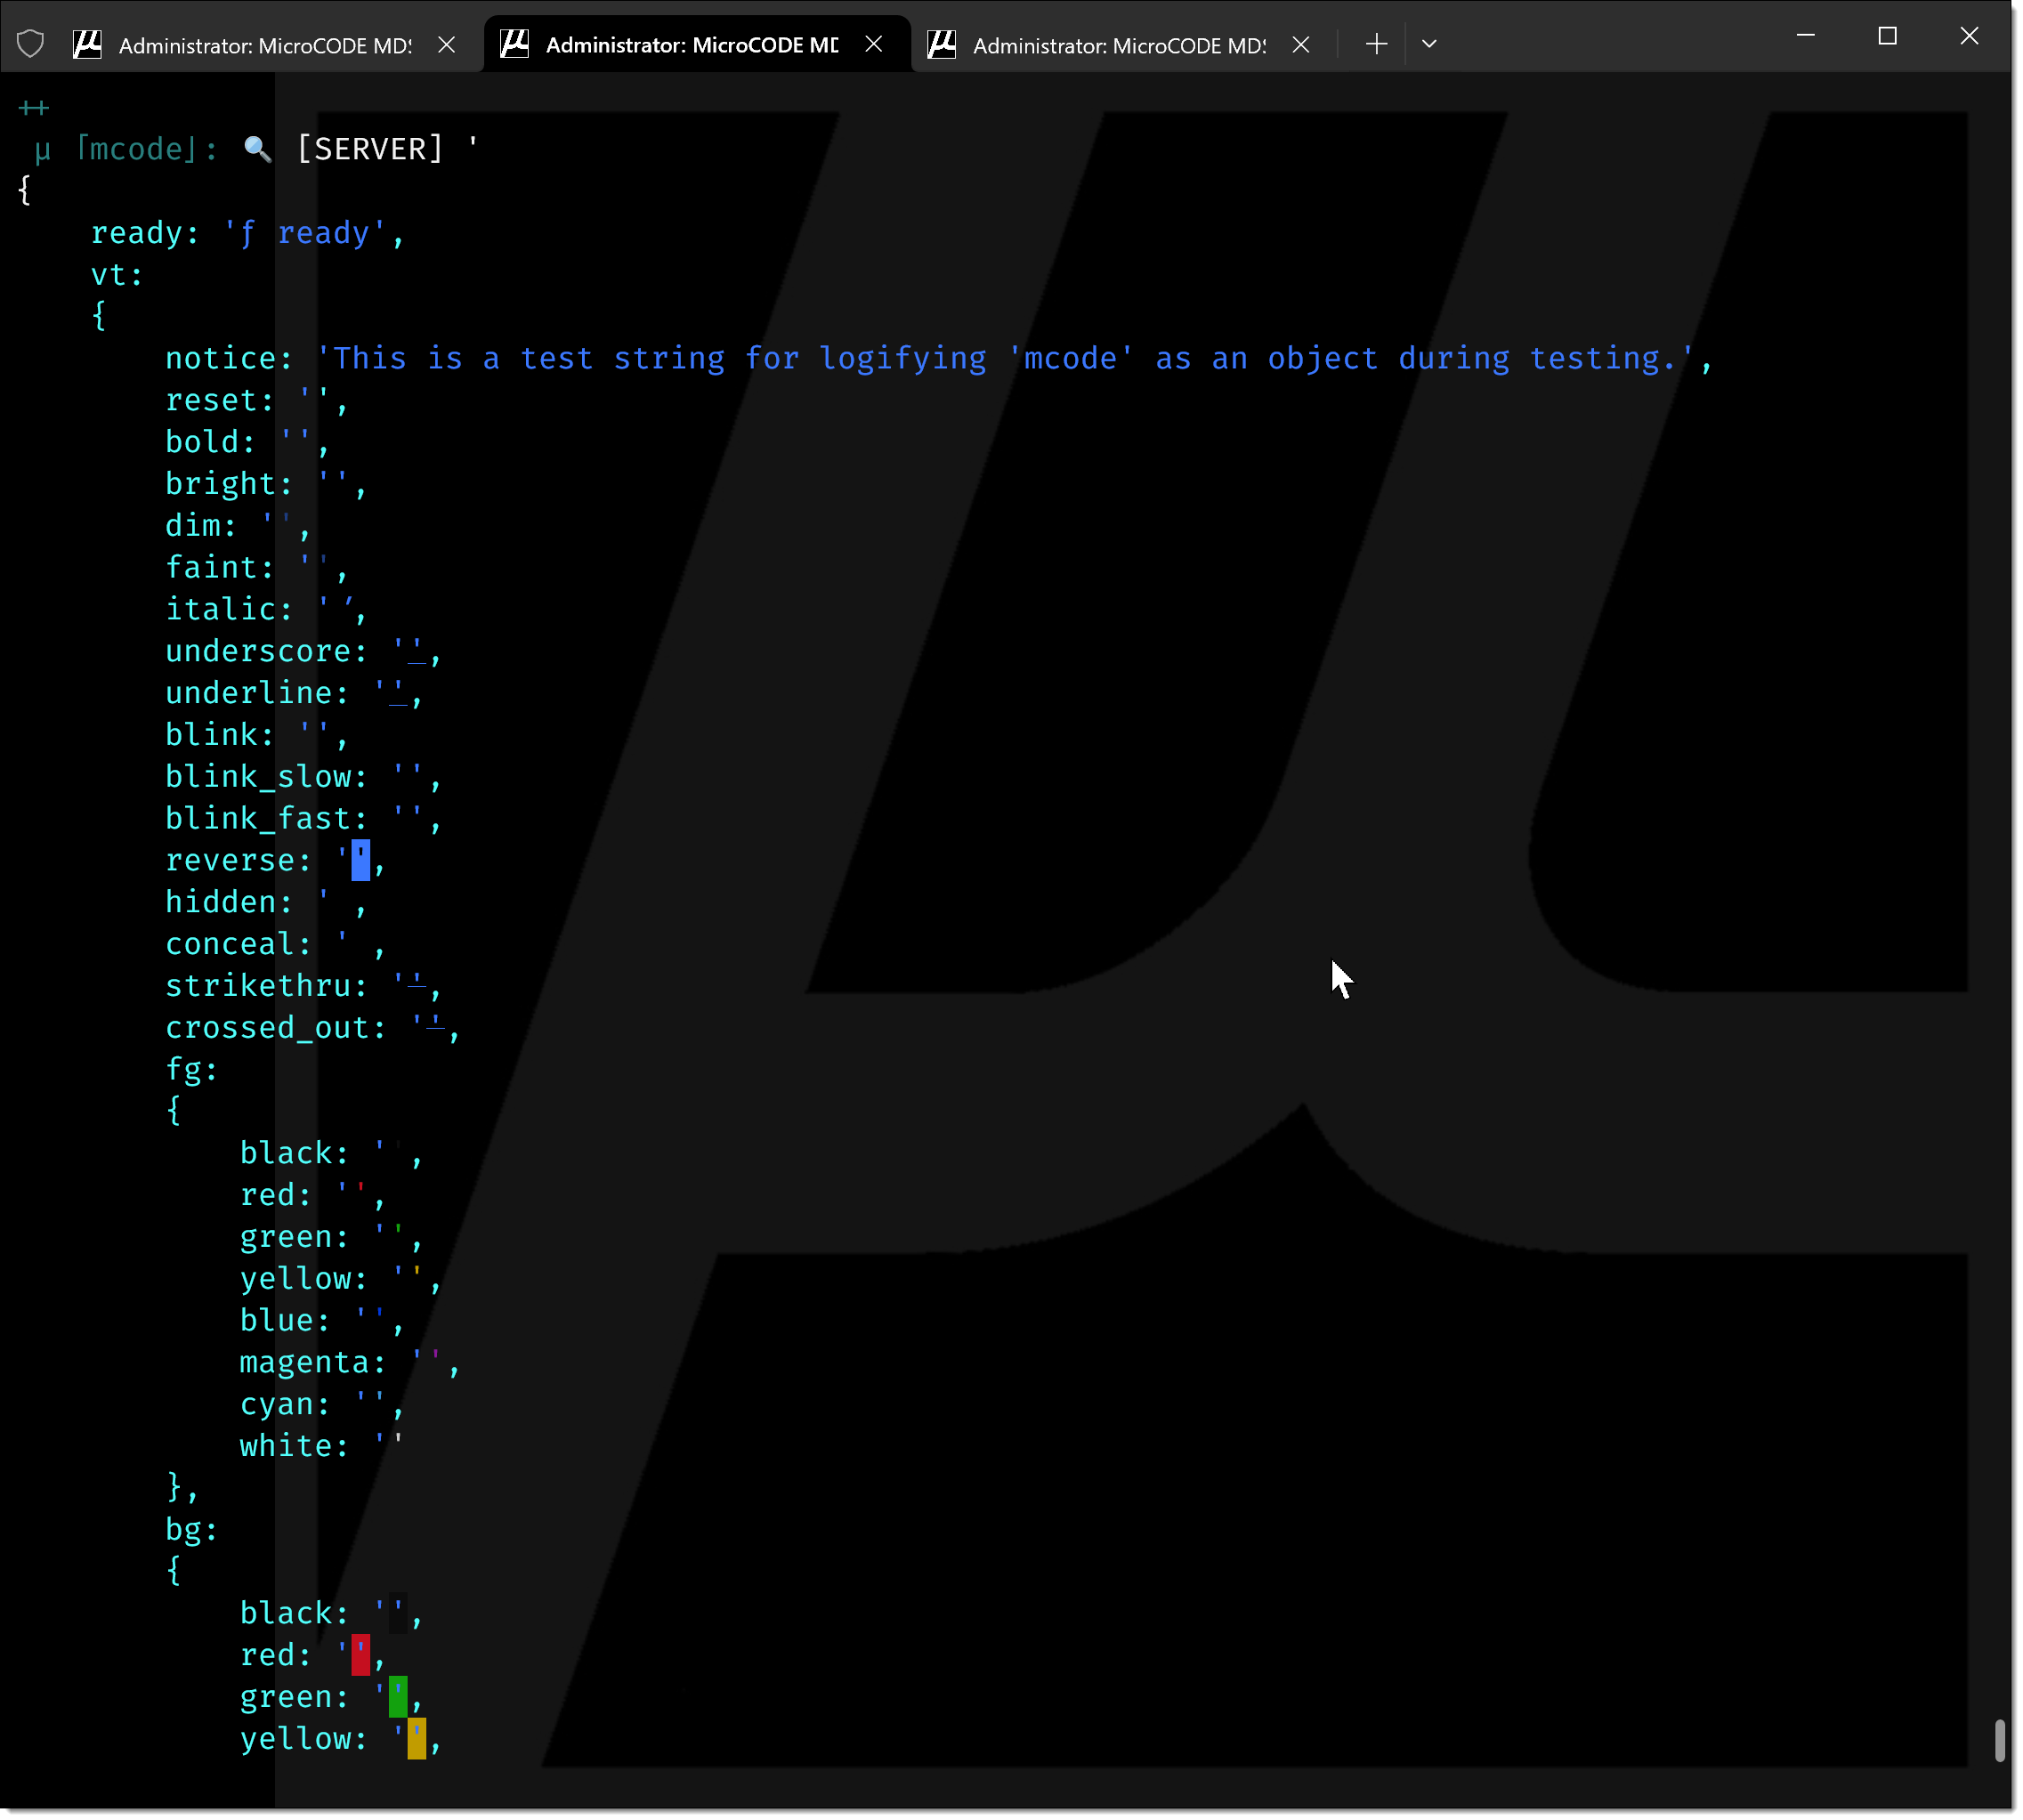 Administrator: MicroCODE MDS
Administrator: MicroCODE MD
Administrator: MicroCODE MDS
++
µ ⌈mcode⌋: 🔍 [SERVER] '
{
ready: 'ƒ ready',
vt:
{
notice: 'This is a test string for logifying 'mcode' as an object during testing.',
reset: '',
bold: '',
bright: '',
dim: '',
faint: '',
italic: '',
underscore: '',
underline: '',
blink: '',
blink_slow: '',
blink_fast: '',
reverse: '',
hidden: ' ,
conceal: ' ,
strikethru: '',
crossed_out: '',
fg:
{
black: '',
red: '',
green: '',
yellow: '',
blue: '',
magenta: '',
cyan: '',
white: ''
},
bg:
{
black: '',
red: '',
green: '',
yellow: '',